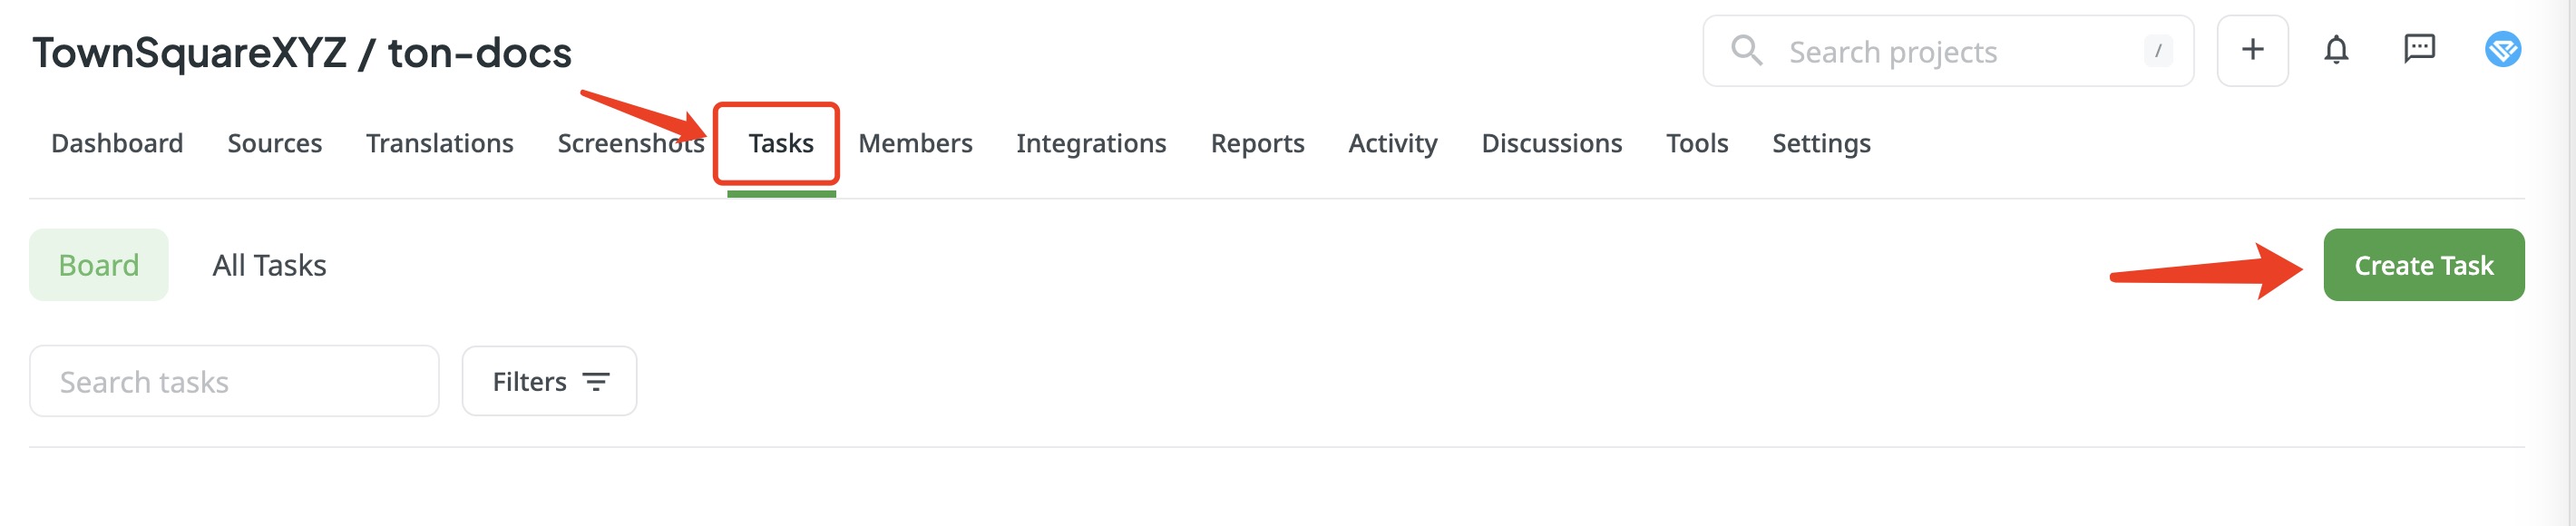 TownSquareXYZ / ton-docs
Search projects /
Dashboard Sources Translations Screenshots Tasks Members Integrations Reports Activity Discussions Tools Settings
Board All Tasks Create Task
Search tasks Filters